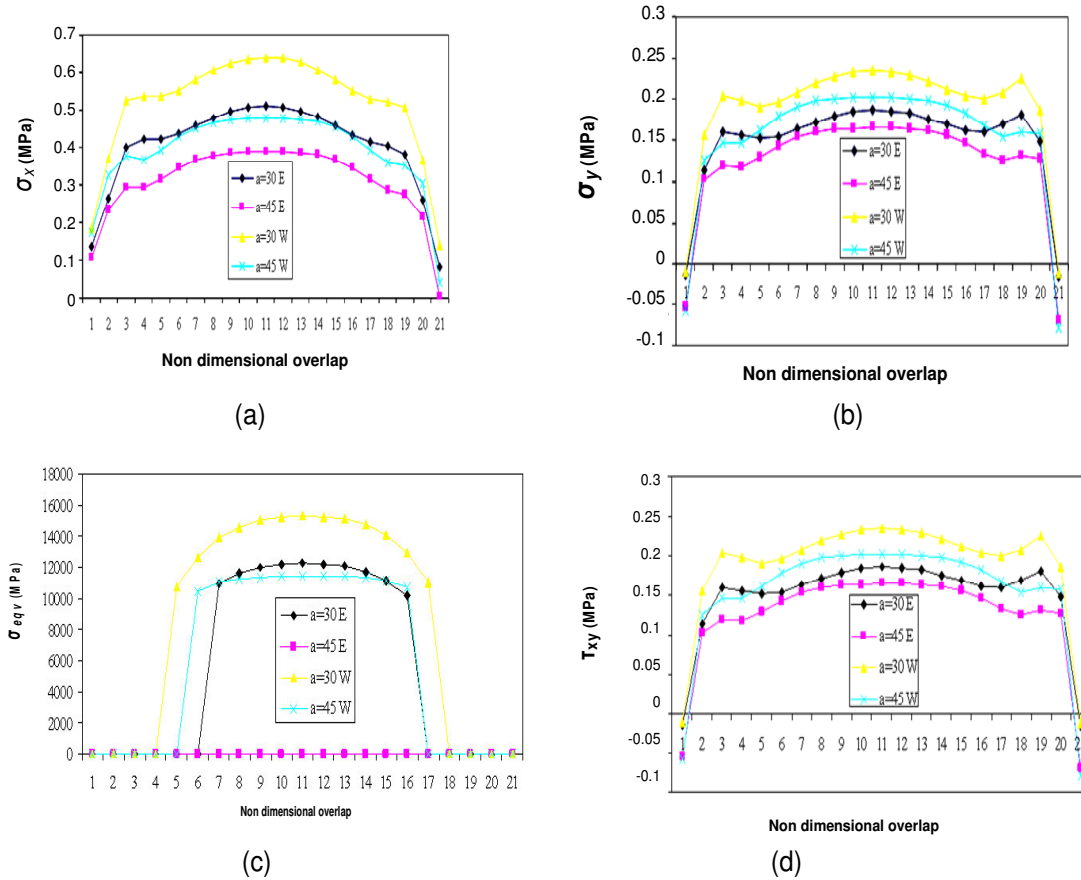 0.7
0.6
0.5
0.4
0.3
0.2
0.1
0
σx (MPa)
a=30 E
a=45 E
a=30 W
a=45 W
1 2 3 4 5 6 7 8 9 10 11 12 13 14 15 16 17 18 19 20 21
Non dimensional overlap
(a)
0.3
0.25
0.2
0.15
0.1
0.05
0
-0.05
-0.1
σy (MPa)
a=30 E
a=45 E
a=30 W
a=45 W
1 2 3 4 5 6 7 8 9 10 11 12 13 14 15 16 17 18 19 20 21
Non dimensional overlap
(b)
18000
16000
14000
12000
10000
8000
6000
4000
2000
0
σeqv (MPa)
a=30 E
a=45 E
a=30 W
a=45 W
1 2 3 4 5 6 7 8 9 10 11 12 13 14 15 16 17 18 19 20 21
Non dimensional overlap
(c)
0.3
0.25
0.2
0.15
0.1
0.05
0
-0.05
-0.1
τxy (MPa)
a=30 E
a=45 E
a=30 W
a=45 W
1 2 3 4 5 6 7 8 9 10 11 12 13 14 15 16 17 18 19 20 2
Non dimensional overlap
(d)